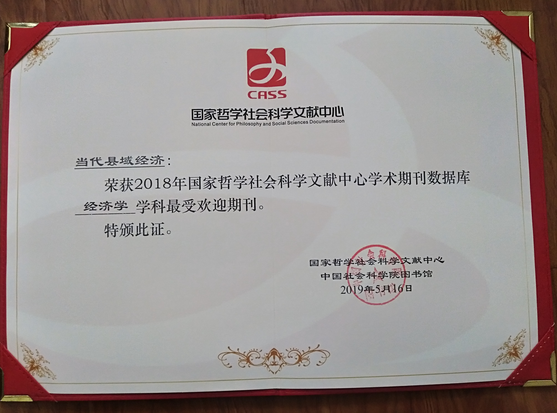 CASS
国家哲学社会科学文献中心
National Center for Philosophy and Social Sciences Documentation
当代县域经济：
荣获2018年国家哲学社会科学文献中心学术期刊数据库
经济学 学科最受欢迎期刊。
特颁此证。
国家哲学社会科学文献中心
中国社会科学院图书馆
2019年5月16日